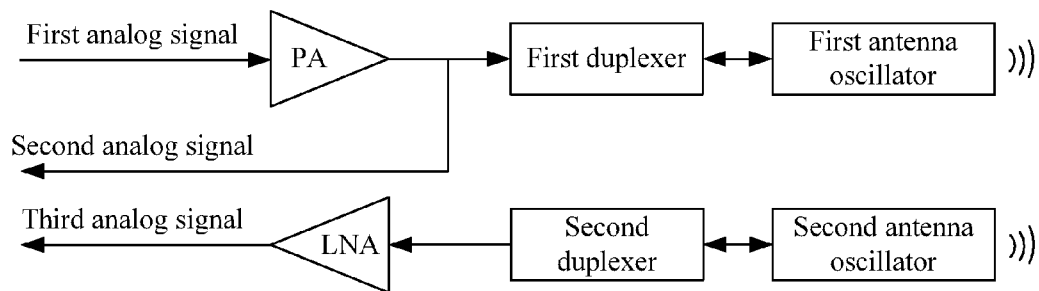 First analog signal
PA
First duplexer
First antenna
oscillator
Second analog signal
Third analog signal
LNA
Second
duplexer
Second antenna
oscillator